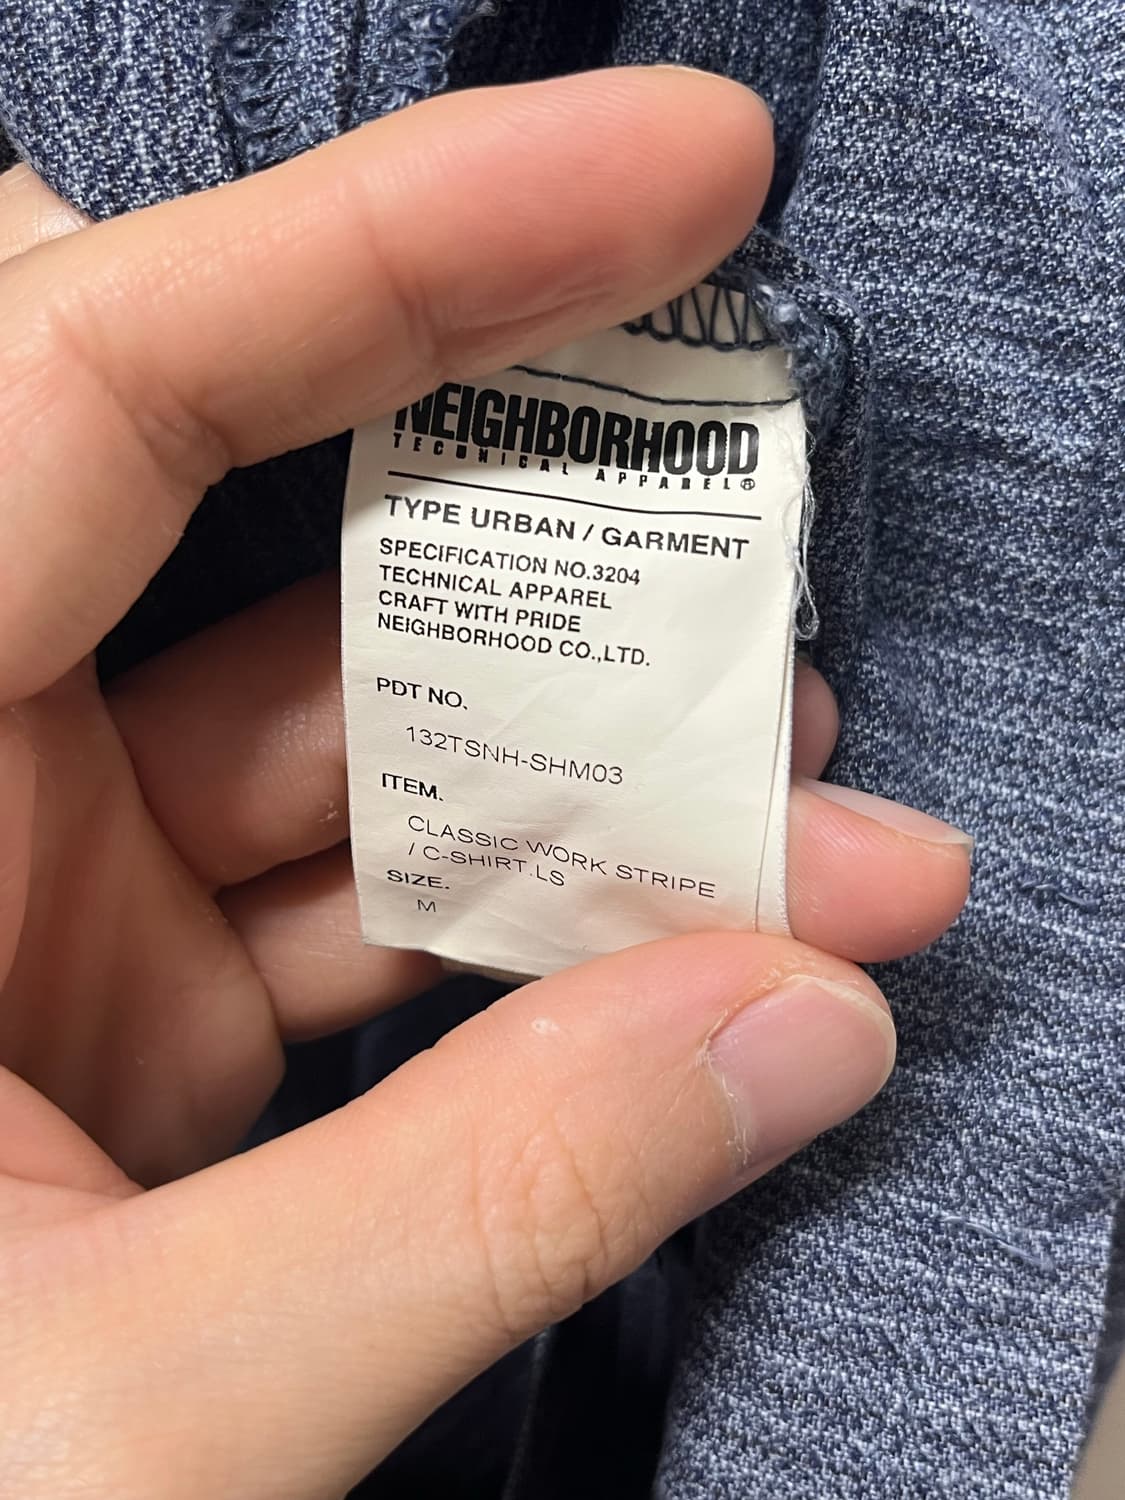 NEIGHBORHOOD
TECHNICAL APPAREL®
TYPE URBAN / GARMENT
SPECIFICATION NO.3204
TECHNICAL APPAREL
CRAFT WITH PRIDE
NEIGHBORHOOD CO.,LTD.
PDT NO.
132TSNH-SHM03
ITEM.
CLASSIC WORK STRIPE
/ C-SHIRT.LS
SIZE.
M